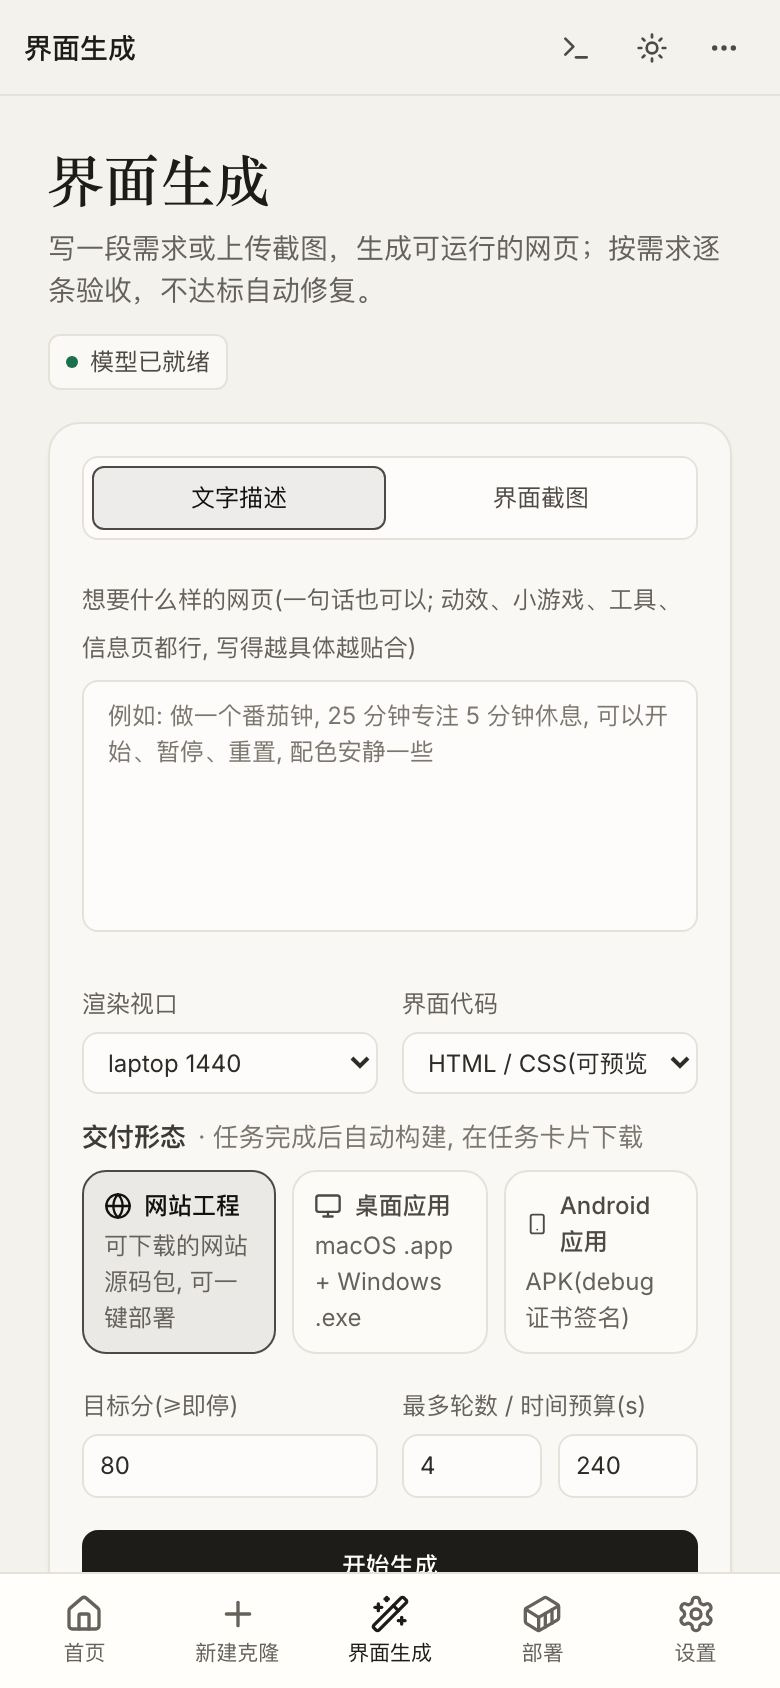 界面生成
界面生成
写一段需求或上传截图，生成可运行的网页；按需求逐
条验收，不达标自动修复。
模型已就绪
文字描述
界面截图
想要什么样的网页(一句话也可以; 动效、小游戏、工具、
信息页都行, 写得越具体越贴合)
例如: 做一个番茄钟, 25 分钟专注 5 分钟休息, 可以开
始、暂停、重置, 配色安静一些
渲染视口
界面代码
laptop 1440
HTML / CSS(可预览
交付形态 · 任务完成后自动构建, 在任务卡片下载
网站工程
可下载的网站
源码包, 可一
键部署
桌面应用
macOS .app
+ Windows
.exe
Android
应用
APK(debug
证书签名)
目标分(≥即停)
最多轮数 / 时间预算(s)
80
4
240
开始生成
首页
新建克隆
界面生成
部署
设置